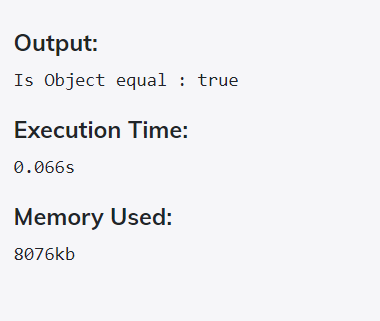 Output:
Is Object equal : true
Execution Time:
0.066s
Memory Used:
8076kb